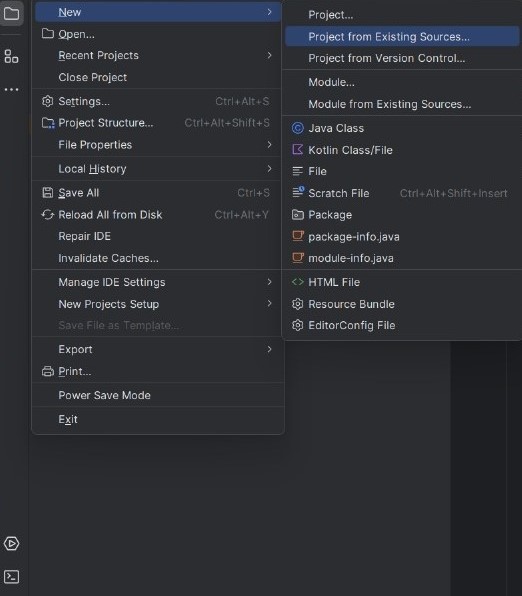 New
Open...
Recent Projects
Close Project
Settings... Ctrl+Alt+S
Project Structure... Ctrl+Alt+Shift+S
File Properties
Local History
Save All Ctrl+S
Reload All from Disk Ctrl+Alt+Y
Repair IDE
Invalidate Caches...
Manage IDE Settings
New Projects Setup
Save File as Template...
Export
Print...
Power Save Mode
Exit
Project...
Project from Existing Sources...
Project from Version Control...
Module...
Module from Existing Sources...
Java Class
Kotlin Class/File
File
Scratch File Ctrl+Alt+Shift+Insert
Package
package-info.java
module-info.java
HTML File
Resource Bundle
EditorConfig File